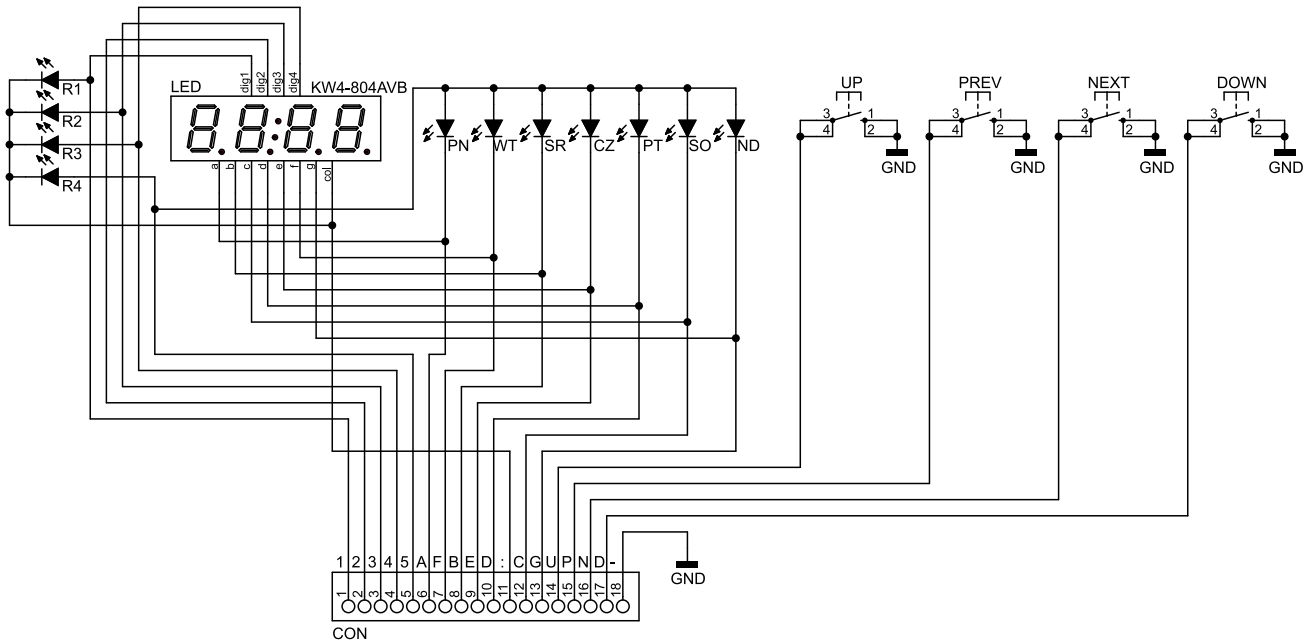 UP PREV NEXT DOWN
LED dig1 dig2 dig3 dig4 KW4-804AVB
R1
R2
R3
R4
3 1 3 1 3 1 3 1
4 2 4 2 4 2 4 2
PN WT SR CZ PT SO ND
a b c d e f g col
GND GND GND GND
1 2 3 4 5 A F B E D : C G U P N D -
GND
1 2 3 4 5 6 7 8 9 10 11 12 13 14 15 16 17 18
CON